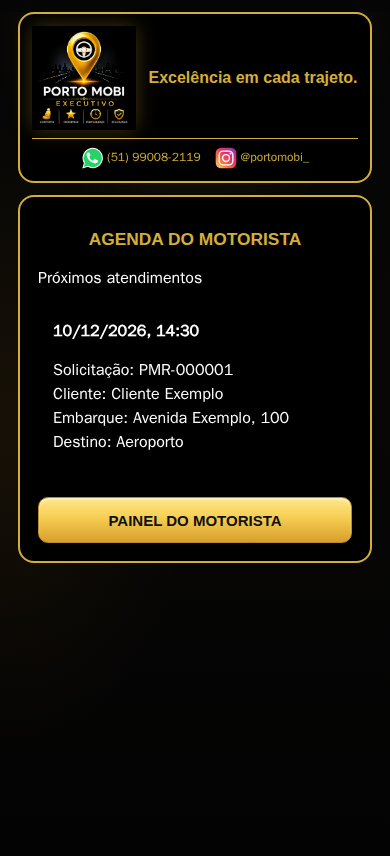 PORTO MOBI
EXECUTIVO
Excelência em cada trajeto.
(51) 99008-2119 @portomobi_
AGENDA DO MOTORISTA
Próximos atendimentos
10/12/2026, 14:30
Solicitação: PMR-000001
Cliente: Cliente Exemplo
Embarque: Avenida Exemplo, 100
Destino: Aeroporto
PAINEL DO MOTORISTA